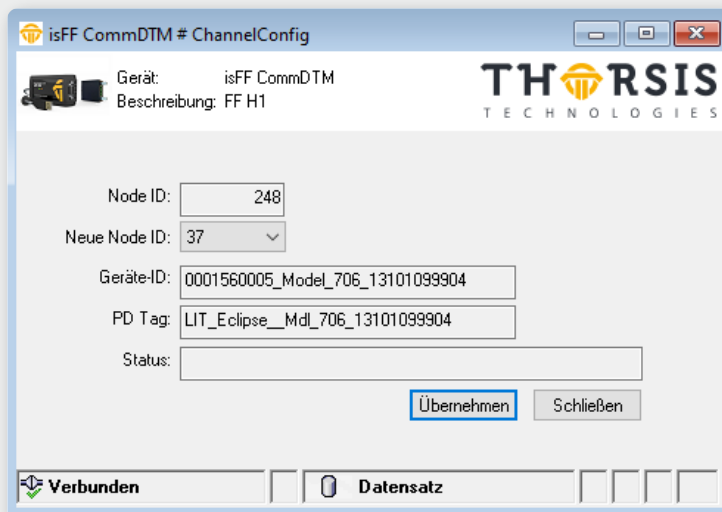 isFF CommDTM # ChannelConfig
Gerät: isFF CommDTM
Beschreibung: FF H1
THORSIS
TECHNOLOGIES
Node ID: 248
Neue Node ID: 37
Geräte-ID: 0001560005_Model_706_13101099904
PD Tag: LIT_Eclipse__Mdl_706_13101099904
Status:
Übernehmen Schließen
Verbunden Datensatz